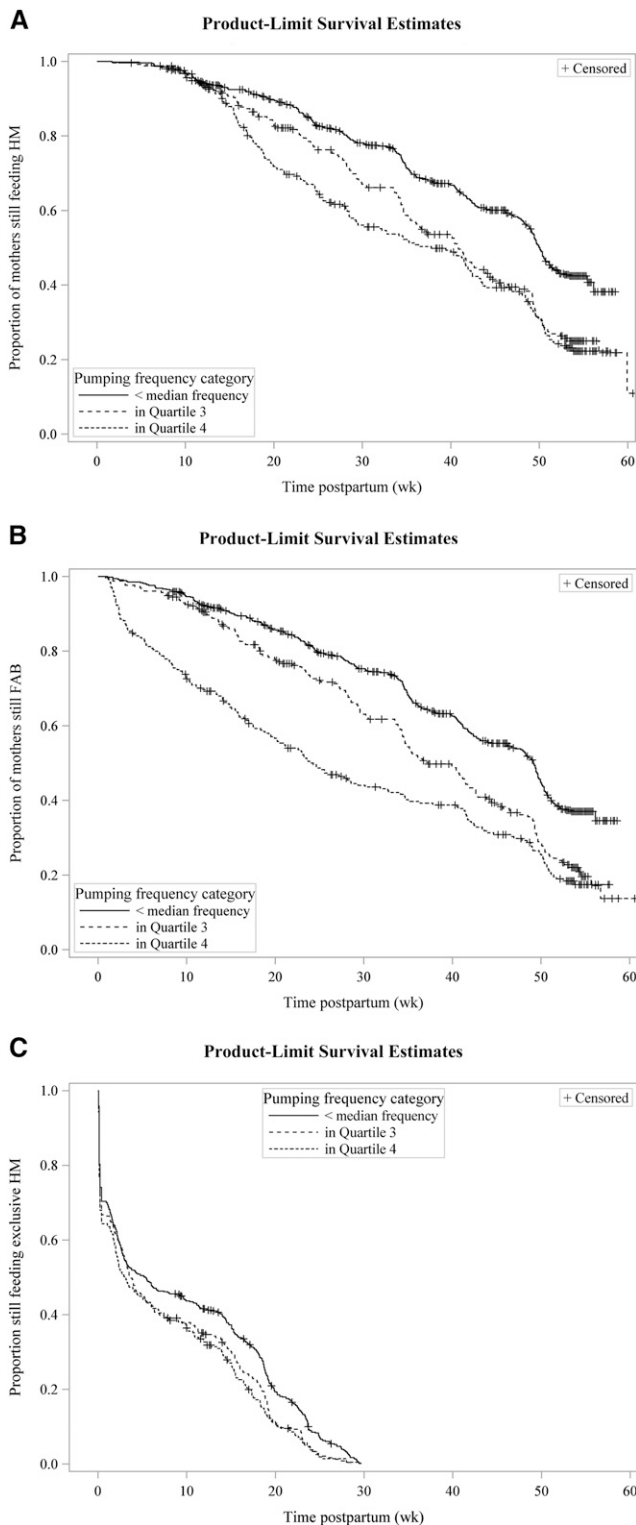 A
Product-Limit Survival Estimates
+ Censored
Proportion of mothers still feeding HM
1.0
0.8
0.6
0.4
0.2
0.0
Pumping frequency category
< median frequency
in Quartile 3
in Quartile 4
0 10 20 30 40 50 60
Time postpartum (wk)
B
Product-Limit Survival Estimates
+ Censored
Proportion of mothers still FAB
1.0
0.8
0.6
0.4
0.2
0.0
Pumping frequency category
< median frequency
in Quartile 3
in Quartile 4
0 10 20 30 40 50 60
Time postpartum (wk)
C
Product-Limit Survival Estimates
Pumping frequency category
< median frequency
in Quartile 3
in Quartile 4
+ Censored
Proportion still feeding exclusive HM
1.0
0.8
0.6
0.4
0.2
0.0
0 10 20 30 40 50 60
Time postpartum (wk)